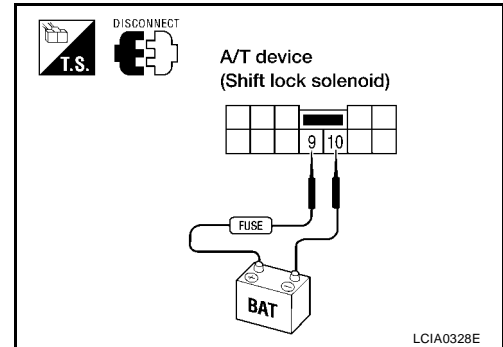 DISCONNECT
T.S.
A/T device
(Shift lock solenoid)
9 10
FUSE
+ −
BAT
LCIA0328E